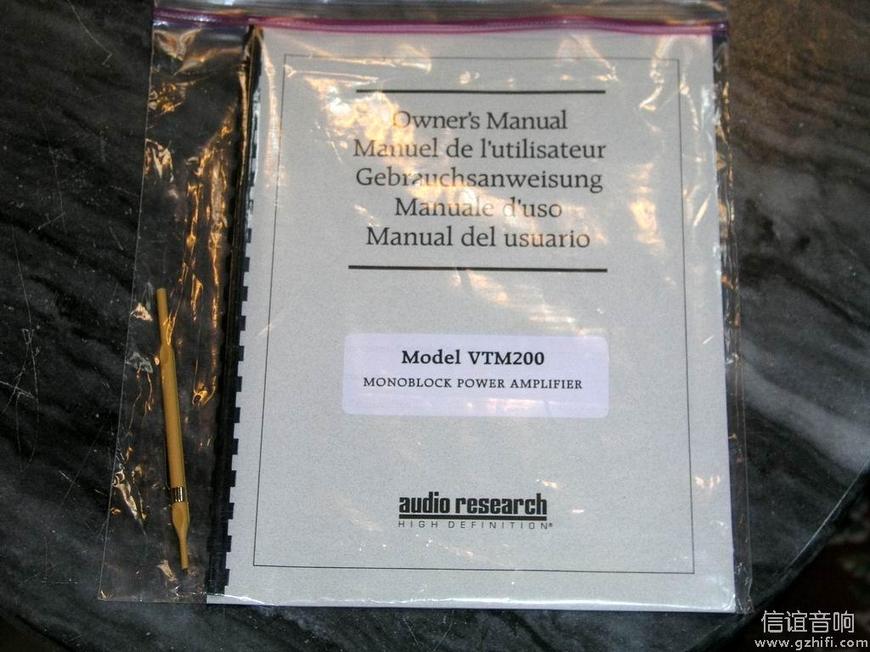 Owner's Manual
Manuel de l'utilisateur
Gebrauchsanweisung
Manuale d'uso
Manual del usuario
Model VTM200
MONOBLOCK POWER AMPLIFIER
audio research
HIGH DEFINITION®
信谊音响
www.gzhifi.com